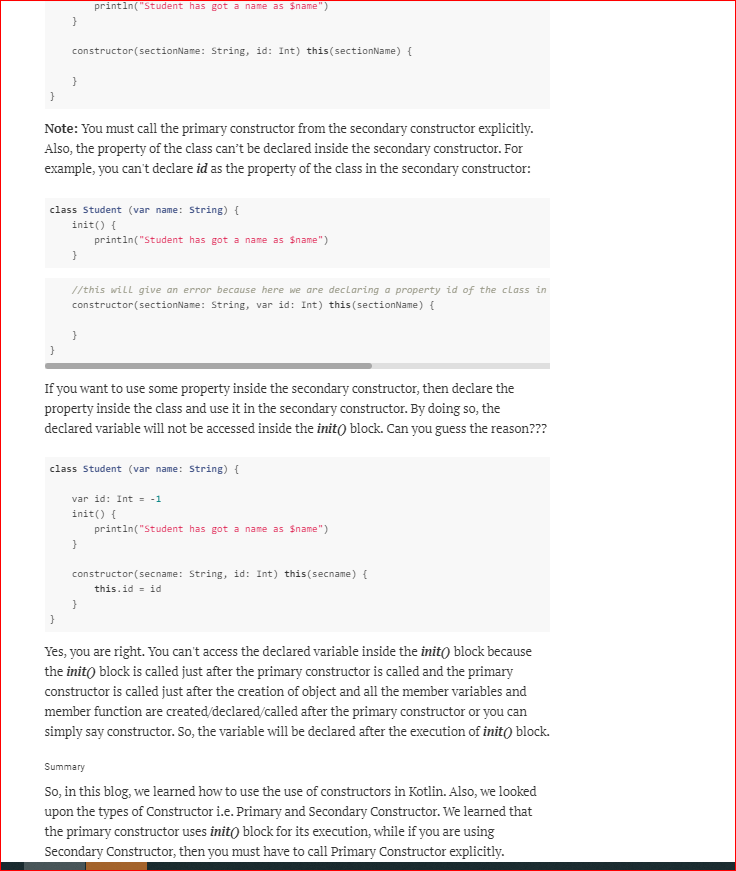 println("Student has got a name as $name")
}
constructor(sectionName: String, id: Int) this(sectionName) {
}
}
Note: You must call the primary constructor from the secondary constructor explicitly.
Also, the property of the class can’t be declared inside the secondary constructor. For
example, you can't declare id as the property of the class in the secondary constructor:
class Student (var name: String) {
init() {
println("Student has got a name as $name")
}
//this will give an error because here we are declaring a property id of the class in
constructor(sectionName: String, var id: Int) this(sectionName) {
}
}
If you want to use some property inside the secondary constructor, then declare the
property inside the class and use it in the secondary constructor. By doing so, the
declared variable will not be accessed inside the init() block. Can you guess the reason???
class Student (var name: String) {
var id: Int = -1
init() {
println("Student has got a name as $name")
}
constructor(secname: String, id: Int) this(secname) {
this.id = id
}
}
Yes, you are right. You can't access the declared variable inside the init() block because
the init() block is called just after the primary constructor is called and the primary
constructor is called just after the creation of object and all the member variables and
member function are created/declared/called after the primary constructor or you can
simply say constructor. So, the variable will be declared after the execution of init() block.
Summary
So, in this blog, we learned how to use the use of constructors in Kotlin. Also, we looked
upon the types of Constructor i.e. Primary and Secondary Constructor. We learned that
the primary constructor uses init() block for its execution, while if you are using
Secondary Constructor, then you must have to call Primary Constructor explicitly.